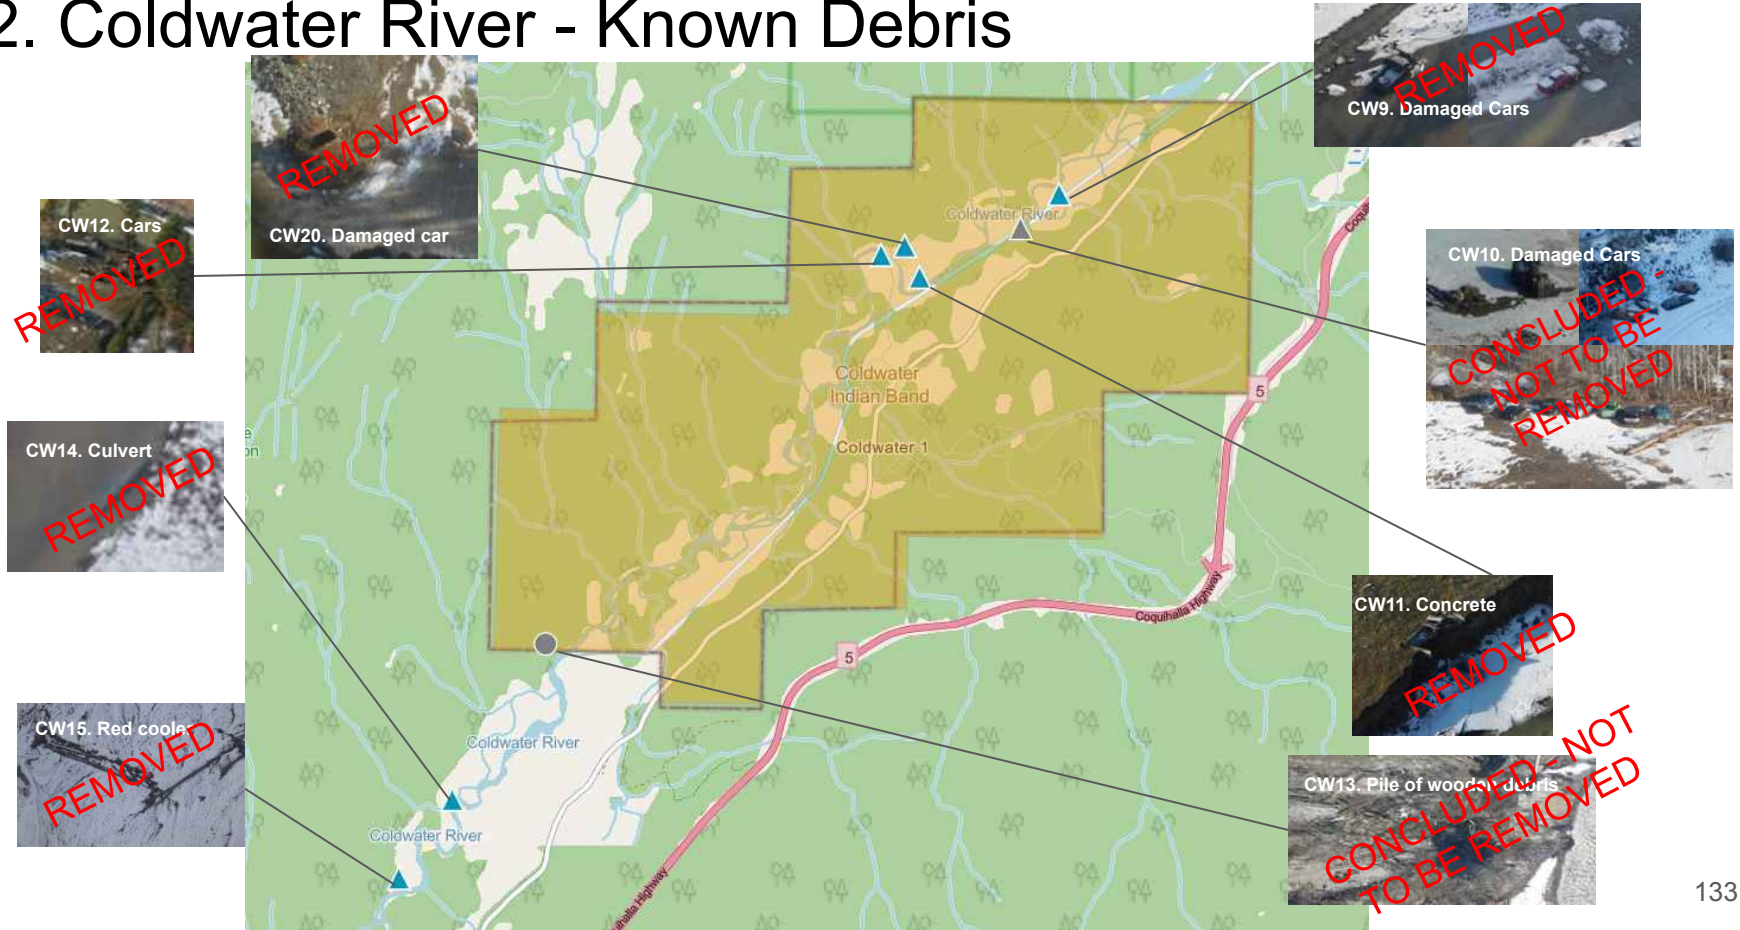 2. Coldwater River - Known Debris
REMOVED
CW20. Damaged car
REMOVED
CW9. Damaged Cars
CW12. Cars
REMOVED
CW10. Damaged Cars
CONCLUDED -
NOT TO BE
REMOVED
CW14. Culvert
REMOVED
CW11. Concrete
REMOVED
CW15. Red cooler
REMOVED
CW13. Pile of wooden debris
CONCLUDED - NOT
TO BE REMOVED
Coldwater River
Coldwater
Indian Band
Coldwater 1
5
Coquihalla Highway
5
Coldwater River
Coldwater River
133